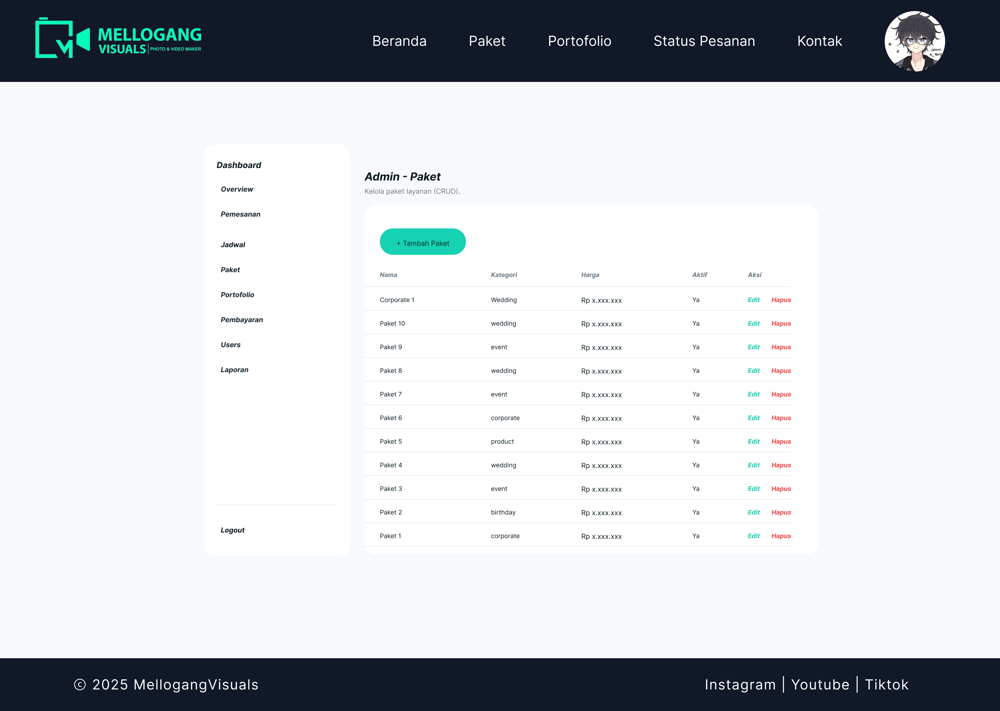 MELLOGANG
VISUALS | PHOTO & VIDEO MAKER
Beranda Paket Portofolio Status Pesanan Kontak
Jenius
Boy
Dashboard
Overview
Pemesanan
Jadwal
Paket
Portofolio
Pembayaran
Users
Laporan
Logout
Admin - Paket
Kelola paket layanan (CRUD).
+ Tambah Paket
Nama Kategori Harga Aktif Aksi
Corporate 1 Wedding Rp x.xxx.xxx Ya Edit Hapus
Paket 10 wedding Rp x.xxx.xxx Ya Edit Hapus
Paket 9 event Rp x.xxx.xxx Ya Edit Hapus
Paket 8 wedding Rp x.xxx.xxx Ya Edit Hapus
Paket 7 event Rp x.xxx.xxx Ya Edit Hapus
Paket 6 corporate Rp x.xxx.xxx Ya Edit Hapus
Paket 5 product Rp x.xxx.xxx Ya Edit Hapus
Paket 4 wedding Rp x.xxx.xxx Ya Edit Hapus
Paket 3 event Rp x.xxx.xxx Ya Edit Hapus
Paket 2 birthday Rp x.xxx.xxx Ya Edit Hapus
Paket 1 corporate Rp x.xxx.xxx Ya Edit Hapus
© 2025 MellogangVisuals
Instagram | Youtube | Tiktok